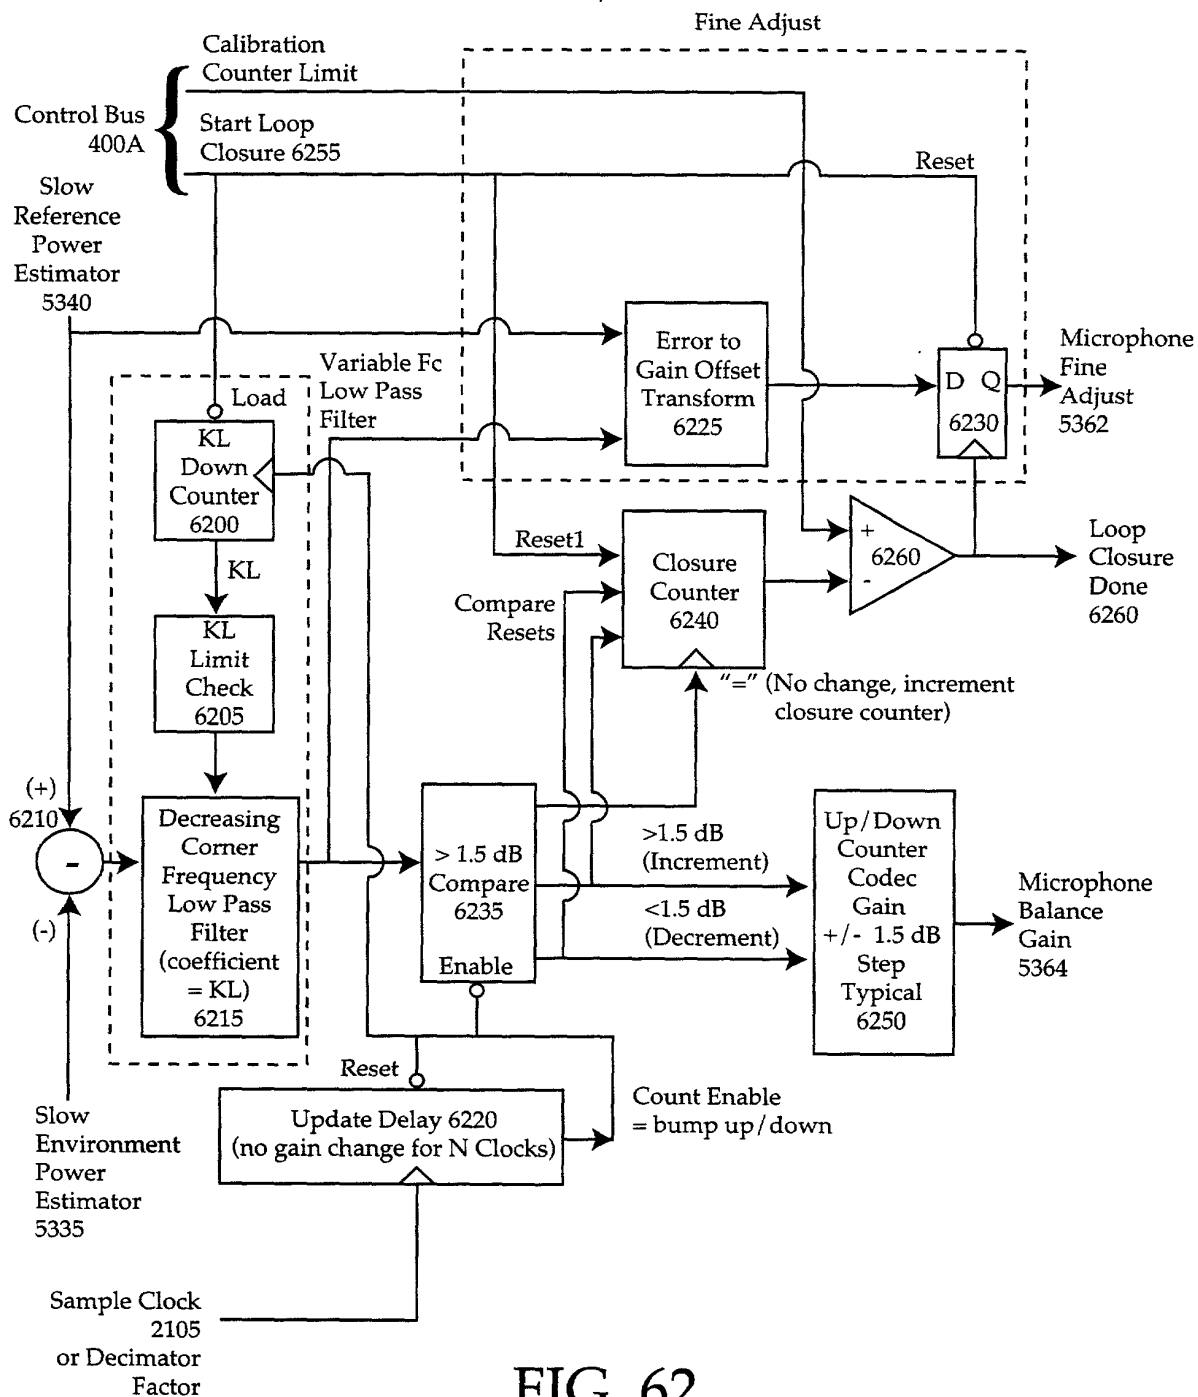 Fine Adjust
Calibration
Counter Limit
Control Bus
400A
Start Loop
Closure 6255
Reset
Slow
Reference
Power
Estimator
5340
Variable Fc
Low Pass
Filter
Error to
Gain Offset
Transform
6225
D Q
6230
Microphone
Fine
Adjust
5362
Load
KL
Down
Counter
6200
KL
KL
Limit
Check
6205
Reset1
Compare
Resets
Closure
Counter
6240
+
6260
-
Loop
Closure
Done
6260
"=" (No change, increment
closure counter)
(+)
6210
-
(-)
Decreasing
Corner
Frequency
Low Pass
Filter
(coefficient
= KL)
6215
> 1.5 dB
Compare
6235
Enable
>1.5 dB
(Increment)
<1.5 dB
(Decrement)
Up/Down
Counter
Codec
Gain
+/- 1.5 dB
Step
Typical
6250
Microphone
Balance
Gain
5364
Reset
Update Delay 6220
(no gain change for N Clocks)
Count Enable
= bump up/down
Slow
Environment
Power
Estimator
5335
Sample Clock
2105
or Decimator
Factor
FIG. 62